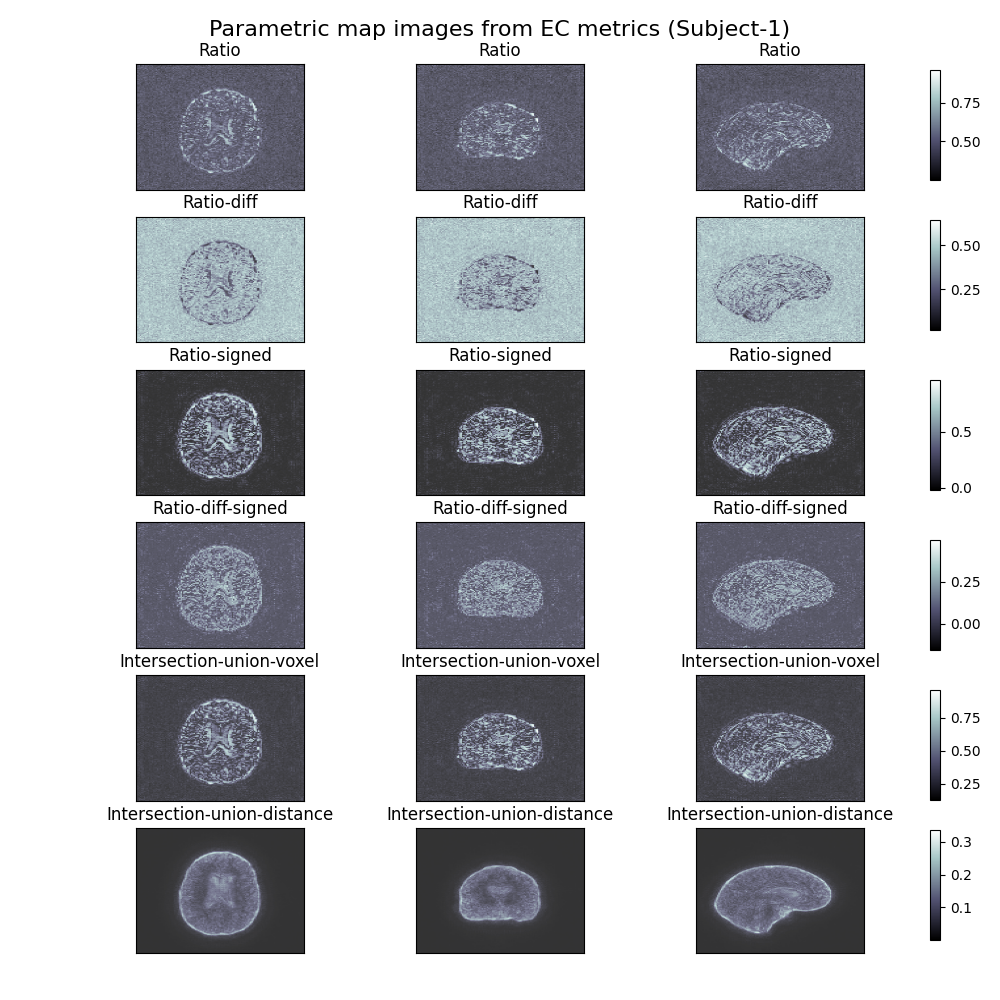 Parametric map images from EC metrics (Subject-1)
Ratio Ratio Ratio
0.75
0.50
Ratio-diff Ratio-diff Ratio-diff
0.50
0.25
Ratio-signed Ratio-signed Ratio-signed
0.5
0.0
Ratio-diff-signed Ratio-diff-signed Ratio-diff-signed
0.25
0.00
Intersection-union-voxel Intersection-union-voxel Intersection-union-voxel
0.75
0.50
0.25
Intersection-union-distance Intersection-union-distance Intersection-union-distance
0.3
0.2
0.1